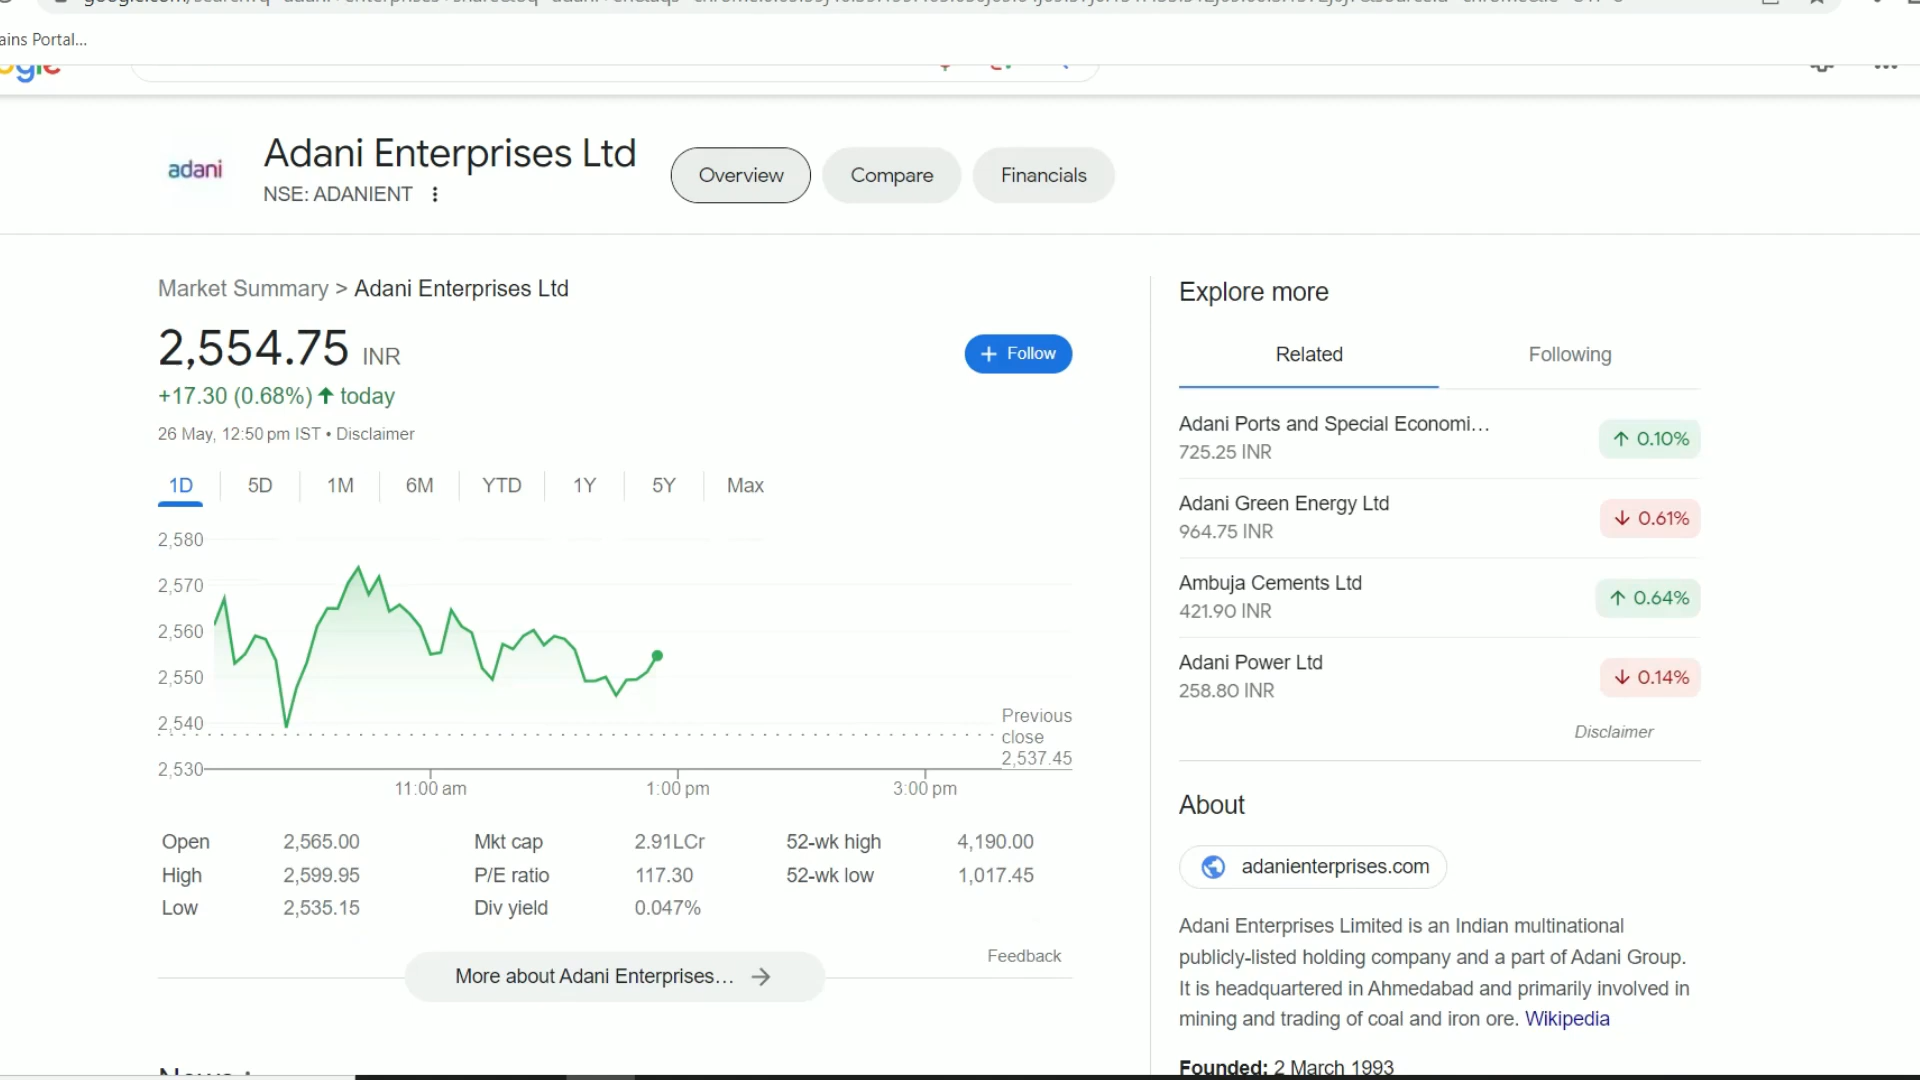 ains Portal...
adani
Adani Enterprises Ltd
NSE: ADANIENT
Overview
Compare
Financials
Market Summary > Adani Enterprises Ltd
2,554.75 INR
+ Follow
+17.30 (0.68%) ↑ today
26 May, 12:50 pm IST • Disclaimer
1D 5D 1M 6M YTD 1Y 5Y Max
2,580
2,570
2,560
2,550
2,540
2,530
Previous
close
2,537.45
11:00 am 1:00 pm 3:00 pm
Open 2,565.00 Mkt cap 2.91LCr 52-wk high 4,190.00
High 2,599.95 P/E ratio 117.30 52-wk low 1,017.45
Low 2,535.15 Div yield 0.047%
Feedback
More about Adani Enterprises... →
Explore more
Related Following
Adani Ports and Special Economi...
725.25 INR
↑ 0.10%
Adani Green Energy Ltd
964.75 INR
↓ 0.61%
Ambuja Cements Ltd
421.90 INR
↑ 0.64%
Adani Power Ltd
258.80 INR
↓ 0.14%
Disclaimer
About
adanienterprises.com
Adani Enterprises Limited is an Indian multinational
publicly-listed holding company and a part of Adani Group.
It is headquartered in Ahmedabad and primarily involved in
mining and trading of coal and iron ore. Wikipedia
Founded: 2 March 1993